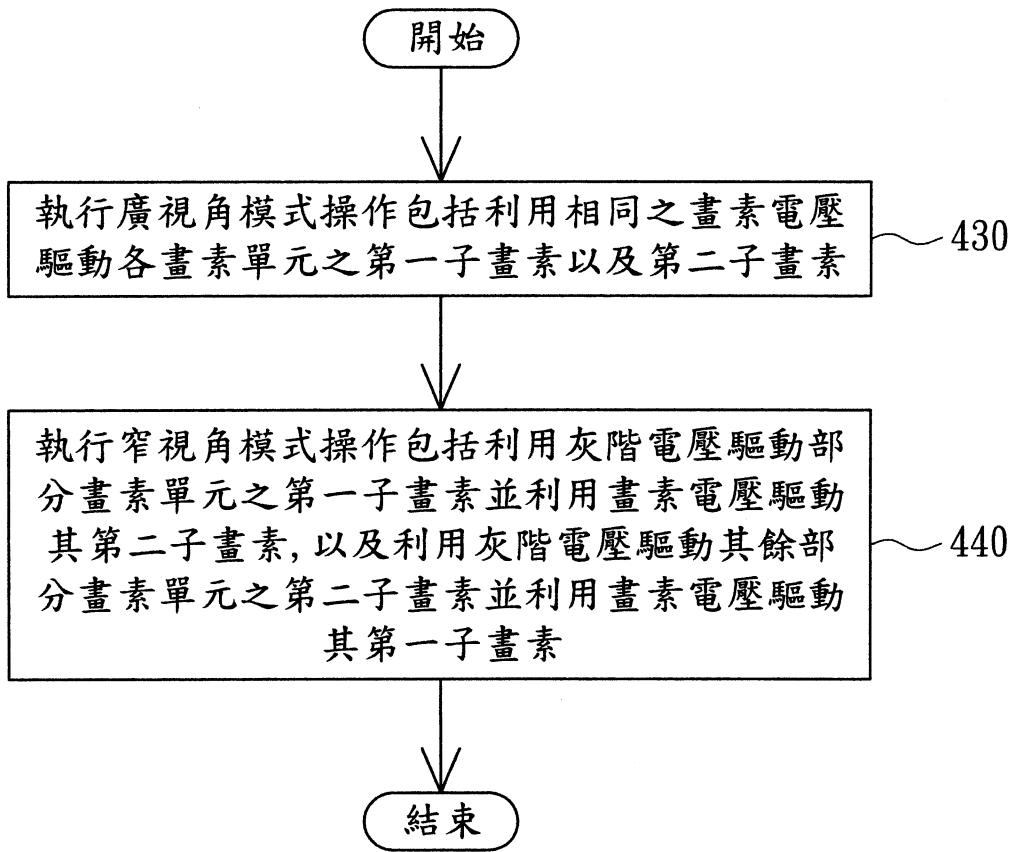 開始
執行廣視角模式操作包括利用相同之畫素電壓
驅動各畫素單元之第一子畫素以及第二子畫素
430
執行窄視角模式操作包括利用灰階電壓驅動部
分畫素單元之第一子畫素並利用畫素電壓驅動
其第二子畫素,以及利用灰階電壓驅動其餘部
分畫素單元之第二子畫素並利用畫素電壓驅動
其第一子畫素
440
結束